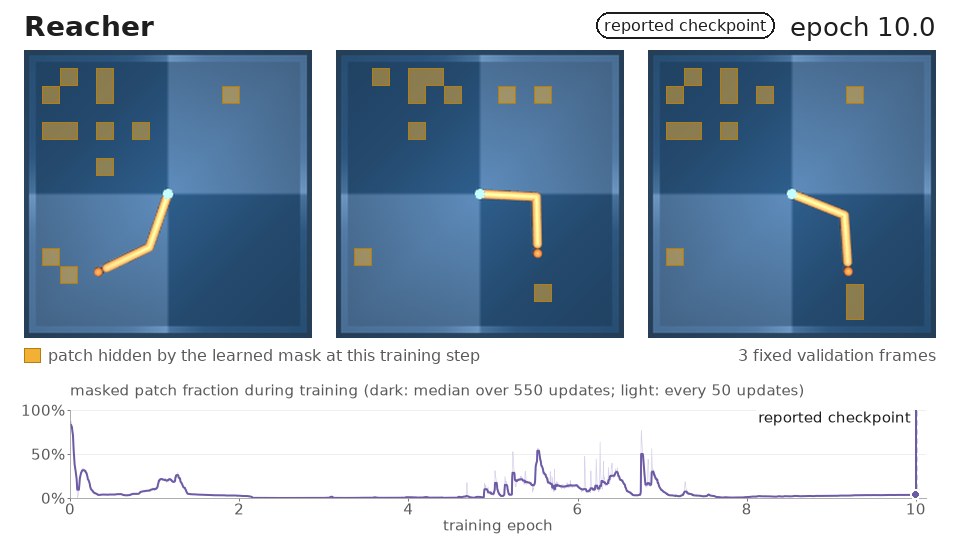 Reacher
reported checkpoint epoch 10.0
patch hidden by the learned mask at this training step
3 fixed validation frames
masked patch fraction during training (dark: median over 550 updates; light: every 50 updates)
100%
50%
0%
reported checkpoint
0 2 4 6 8 10
training epoch